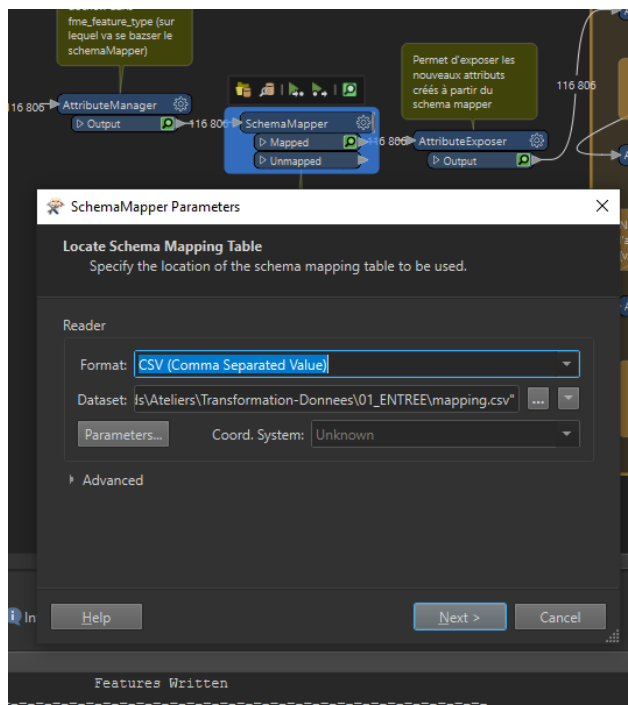 fme_feature_type (sur
lequel va se bazser le
schemaMapper)
Permet d'exposer les
nouveaux attributs
créés à partir du
schema mapper
116 806
116 806
AttributeManager
Output
116 806
SchemaMapper
Mapped
Unmapped
6 806
AttributeExposer
Output
SchemaMapper Parameters
Locate Schema Mapping Table
Specify the location of the schema mapping table to be used.
Reader
Format:
CSV (Comma Separated Value)
Dataset:
ds\Ateliers\Transformation-Donnees\01_ENTREE\mapping.csv"
...
Parameters...
Coord. System:
Unknown
Advanced
In
Help
Next >
Cancel
Features Written